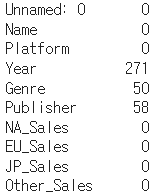 Unnamed: 0 0
Name 0
Platform 0
Year 271
Genre 50
Publisher 58
NA_Sales 0
EU_Sales 0
JP_Sales 0
Other_Sales 0